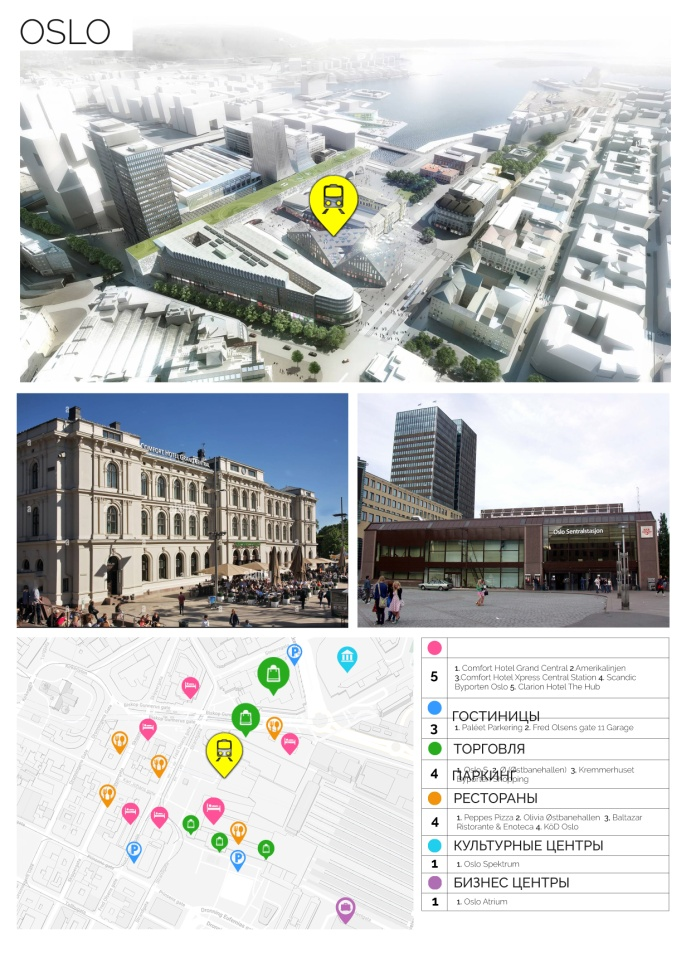 OSLO
COMFORT HOTEL GRAND CENTRAL
Oslo Sentralstasjon
P
P
P
5
1. Comfort Hotel Grand Central 2.Amerikalinjen
3.Comfort Hotel Xpress Central Station 4. Scandic
Byporten Oslo 5. Clarion Hotel The Hub
ГОСТИНИЦЫ
3
1. Paleet Parkering 2. Fred Olsens gate 11 Garage
ТОРГОВЛЯ
4
1. Oslo S 2. (Østbanehallen) 3. Kremmerhuset
Byporten Shopping
ПАРКИНГ
РЕСТОРАНЫ
4
1. Peppes Pizza 2. Olivia Østbanehallen 3. Baltazar
Ristorante & Enoteca 4. KöD Oslo
КУЛЬТУРНЫЕ ЦЕНТРЫ
1
1. Oslo Spektrum
БИЗНЕС ЦЕНТРЫ
1
1. Oslo Atrium